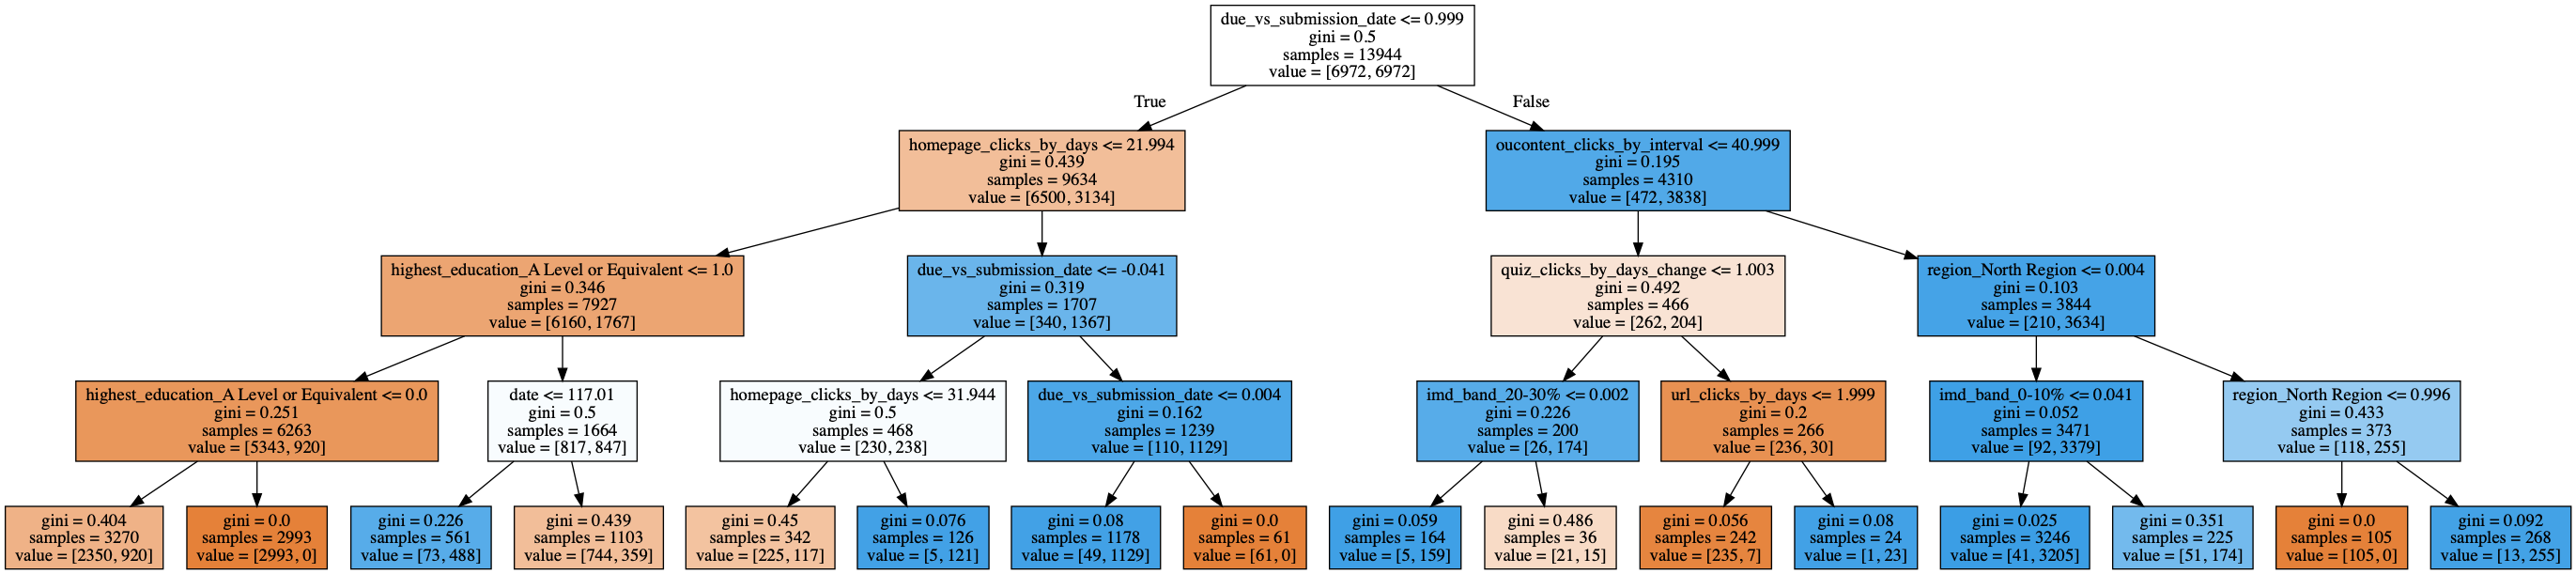 due_vs_submission_date <= 0.999
gini = 0.5
samples = 13944
value = [6972, 6972]
True
False
homepage_clicks_by_days <= 21.994
gini = 0.439
samples = 9634
value = [6500, 3134]
oucontent_clicks_by_interval <= 40.999
gini = 0.195
samples = 4310
value = [472, 3838]
highest_education_A Level or Equivalent <= 1.0
gini = 0.346
samples = 7927
value = [6160, 1767]
due_vs_submission_date <= -0.041
gini = 0.319
samples = 1707
value = [340, 1367]
quiz_clicks_by_days_change <= 1.003
gini = 0.492
samples = 466
value = [262, 204]
region_North Region <= 0.004
gini = 0.103
samples = 3844
value = [210, 3634]
highest_education_A Level or Equivalent <= 0.0
gini = 0.251
samples = 6263
value = [5343, 920]
date <= 117.01
gini = 0.5
samples = 1664
value = [817, 847]
homepage_clicks_by_days <= 31.944
gini = 0.5
samples = 468
value = [230, 238]
due_vs_submission_date <= 0.004
gini = 0.162
samples = 1239
value = [110, 1129]
imd_band_20-30% <= 0.002
gini = 0.226
samples = 200
value = [26, 174]
url_clicks_by_days <= 1.999
gini = 0.2
samples = 266
value = [236, 30]
imd_band_0-10% <= 0.041
gini = 0.052
samples = 3471
value = [92, 3379]
region_North Region <= 0.996
gini = 0.433
samples = 373
value = [118, 255]
gini = 0.404
samples = 3270
value = [2350, 920]
gini = 0.0
samples = 2993
value = [2993, 0]
gini = 0.226
samples = 561
value = [73, 488]
gini = 0.439
samples = 1103
value = [744, 359]
gini = 0.45
samples = 342
value = [225, 117]
gini = 0.076
samples = 126
value = [5, 121]
gini = 0.08
samples = 1178
value = [49, 1129]
gini = 0.0
samples = 61
value = [61, 0]
gini = 0.059
samples = 164
value = [5, 159]
gini = 0.486
samples = 36
value = [21, 15]
gini = 0.056
samples = 242
value = [235, 7]
gini = 0.08
samples = 24
value = [1, 23]
gini = 0.025
samples = 3246
value = [41, 3205]
gini = 0.351
samples = 225
value = [51, 174]
gini = 0.0
samples = 105
value = [105, 0]
gini = 0.092
samples = 268
value = [13, 255]